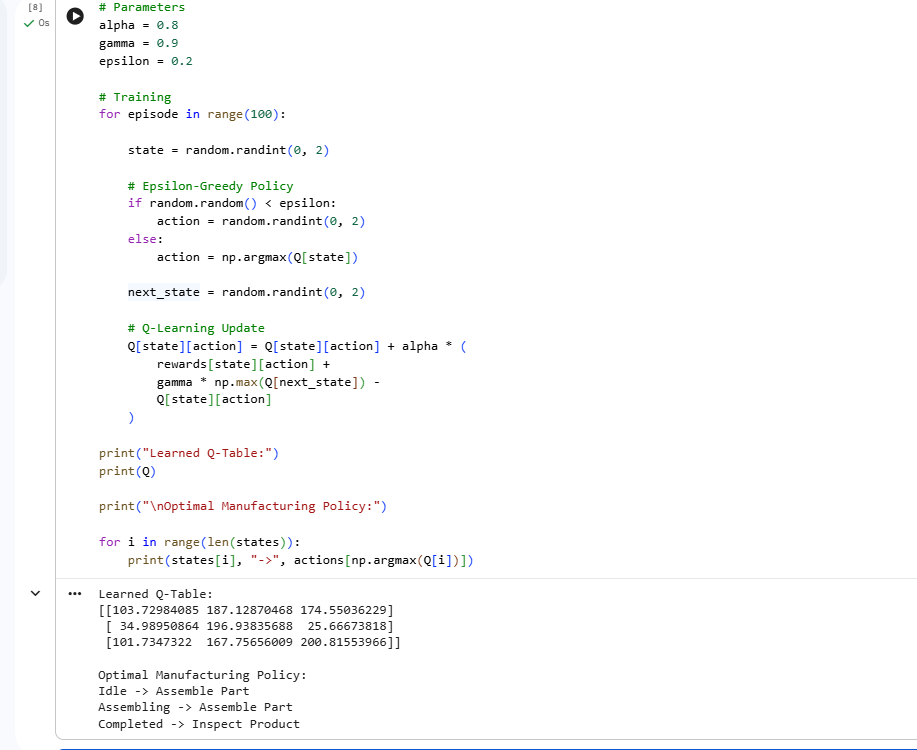 [8]
0s
# Parameters
alpha = 0.8
gamma = 0.9
epsilon = 0.2
# Training
for episode in range(100):
state = random.randint(0, 2)
# Epsilon-Greedy Policy
if random.random() < epsilon:
action = random.randint(0, 2)
else:
action = np.argmax(Q[state])
next_state = random.randint(0, 2)
# Q-Learning Update
Q[state][action] = Q[state][action] + alpha * (
rewards[state][action] +
gamma * np.max(Q[next_state]) -
Q[state][action]
)
print("Learned Q-Table:")
print(Q)
print("\nOptimal Manufacturing Policy:")
for i in range(len(states)):
print(states[i], "->", actions[np.argmax(Q[i])])
Learned Q-Table:
[[103.72984085 187.12870468 174.55036229]
[ 34.98950864 196.93835688  25.66673818]
[101.7347322  167.75656009 200.81553966]]
Optimal Manufacturing Policy:
Idle -> Assemble Part
Assembling -> Assemble Part
Completed -> Inspect Product